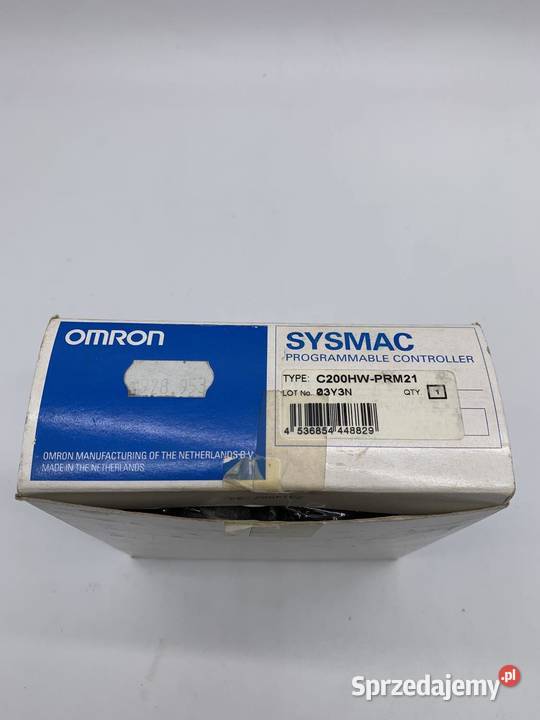 OMRON
OMRON MANUFACTURING OF THE NETHERLANDS B.V.
MADE IN THE NETHERLANDS
SYSMAC
PROGRAMMABLE CONTROLLER
TYPE: C200HW-PRM21
LOT No. 03Y3N QTY. 1
4 536854 448829
Sprzedajemy.pl